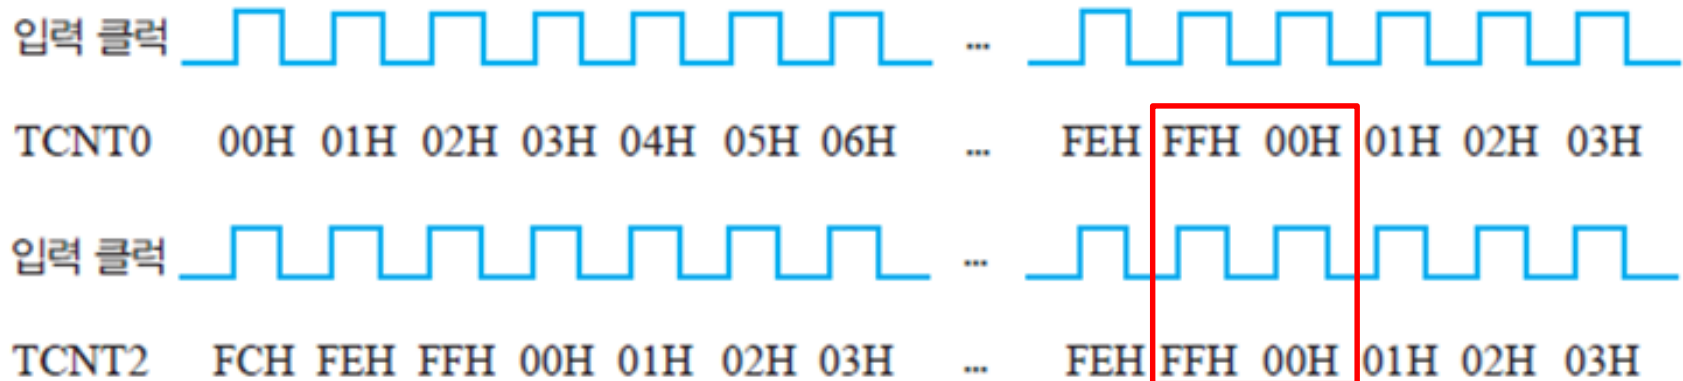 입력 클럭 ...
TCNT0 00H 01H 02H 03H 04H 05H 06H ... FEH FFH 00H 01H 02H 03H
입력 클럭 ...
TCNT2 FCH FEH FFH 00H 01H 02H 03H ... FEH FFH 00H 01H 02H 03H